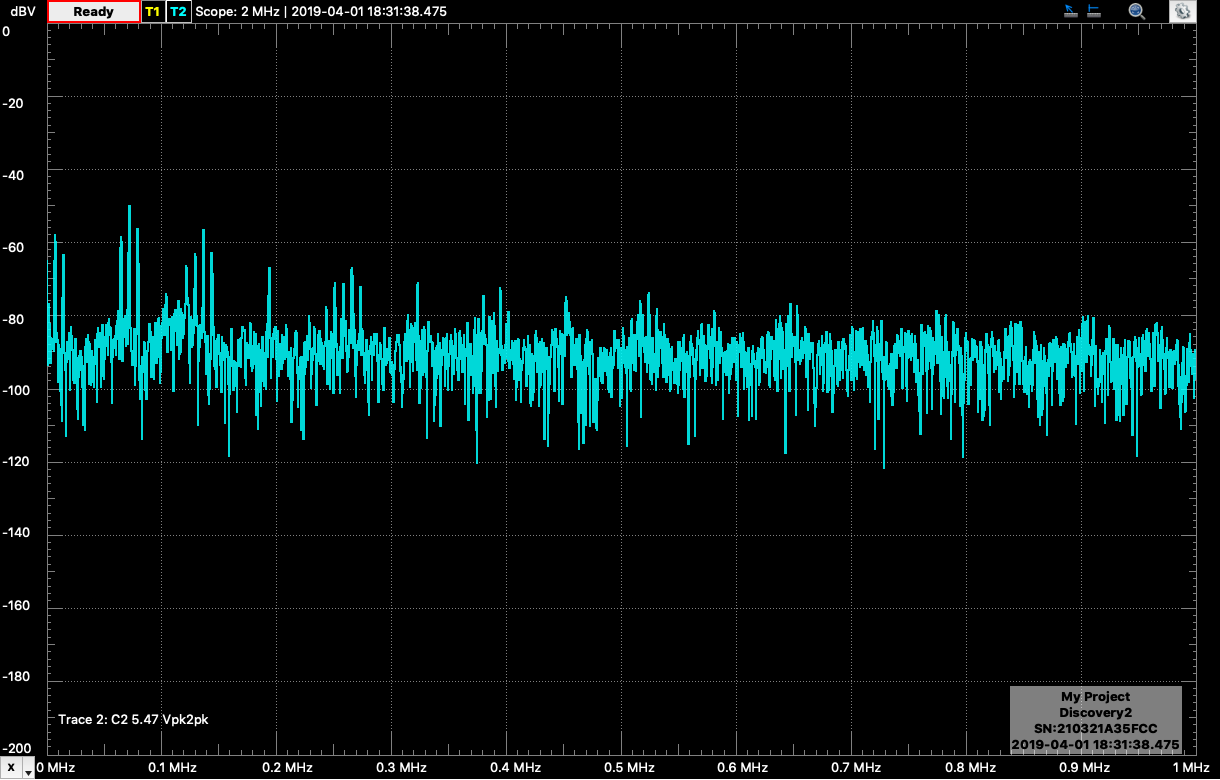 dBV Ready T1 T2 Scope: 2 MHz | 2019-04-01 18:31:38.475
0
-20
-40
-60
-80
-100
-120
-140
-160
-180
-200
Trace 2: C2 5.47 Vpk2pk
My Project
Discovery2
SN:210321A35FCC
2019-04-01 18:31:38.475
X 0 MHz 0.1 MHz 0.2 MHz 0.3 MHz 0.4 MHz 0.5 MHz 0.6 MHz 0.7 MHz 0.8 MHz 0.9 MHz 1 MHz